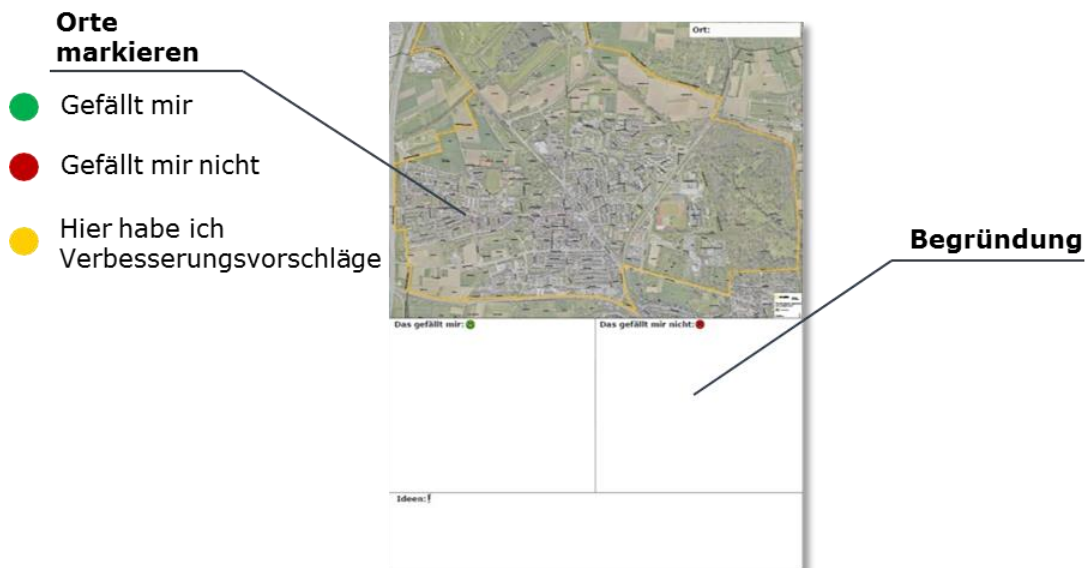 Orte
markieren
Gefällt mir
Gefällt mir nicht
Hier habe ich
Verbesserungsvorschläge
Ort:
Begründung
Das gefällt mir:
Das gefällt mir nicht:
Ideen:!